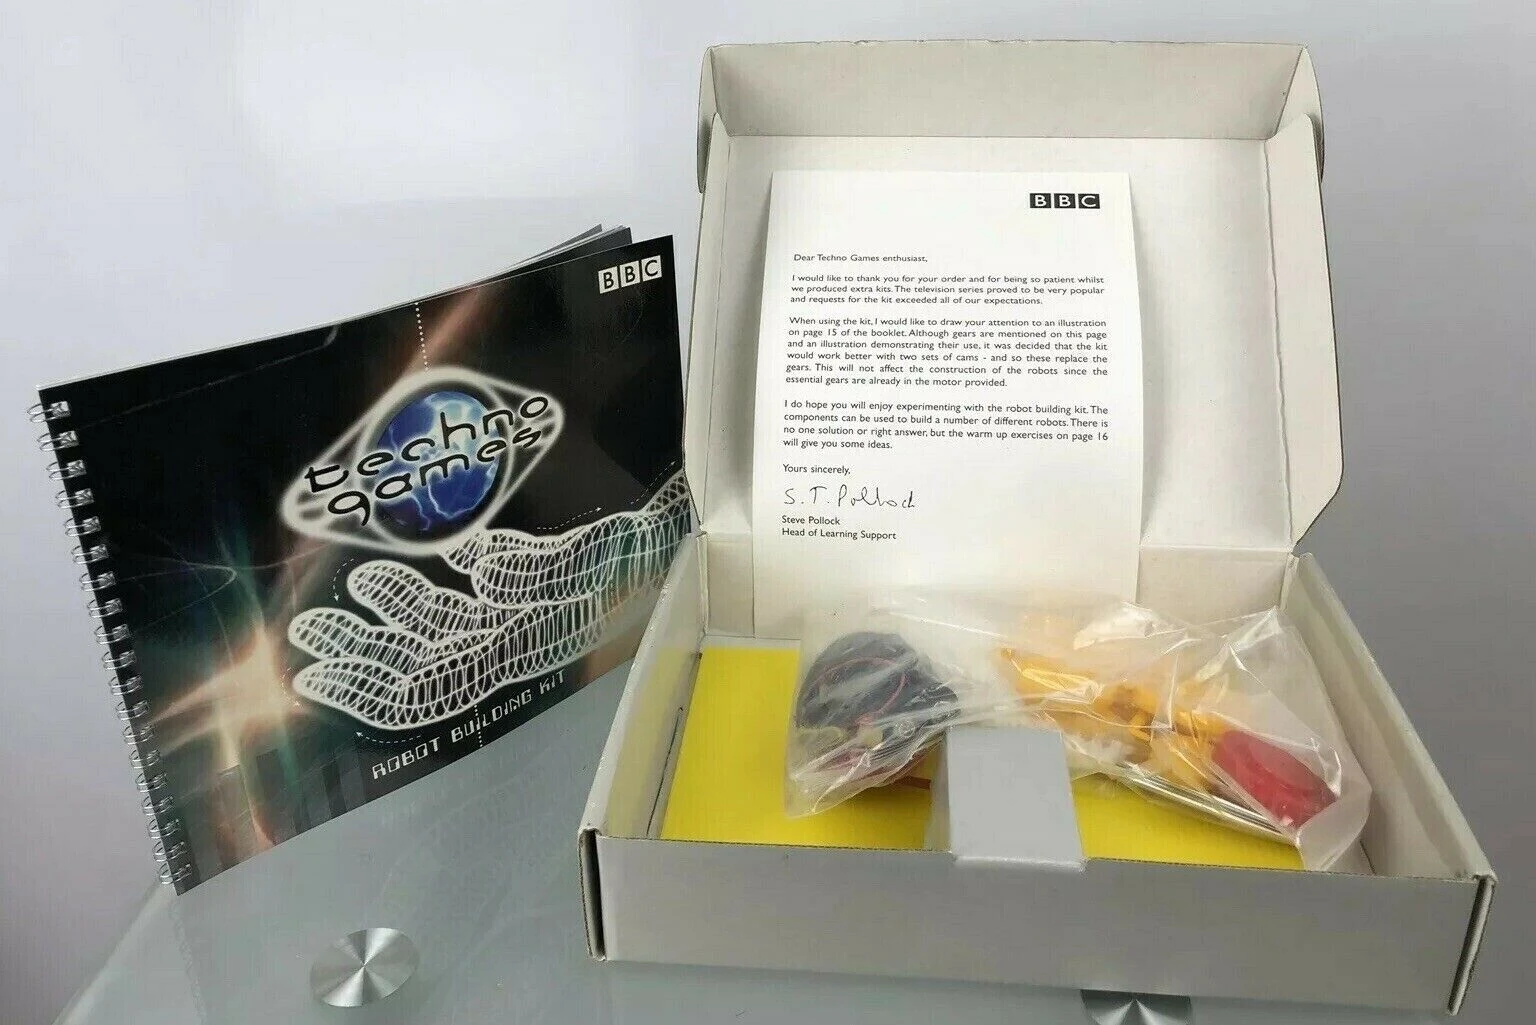 BBC
techno
games
ROBOT BUILDING KIT
BBC
Dear Techno Games enthusiast,
I would like to thank you for your order and for being so patient whilst
we produced extra kits. The television series proved to be very popular
and requests for the kit exceeded all of our expectations.
When using the kit, I would like to draw your attention to an illustration
on page 15 of the booklet. Although gears are mentioned on this page
and an illustration demonstrating their use, it was decided that the kit
would work better with two sets of cams - and so these replace the
gears. This will not affect the construction of the robots since the
essential gears are already in the motor provided.
I do hope you will enjoy experimenting with the robot building kit. The
components can be used to build a number of different robots. There is
no one solution or right answer, but the warm up exercises on page 16
will give you some ideas.
Yours sincerely,
S. T. Pollock
Steve Pollock
Head of Learning Support